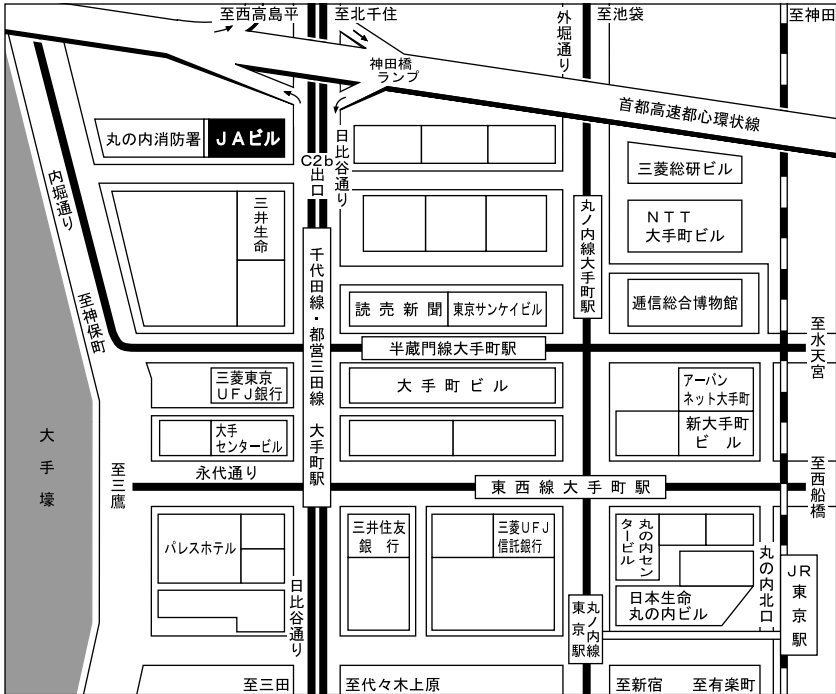 至西高島平
至北千住
外堀通り
至池袋
至神田
神田橋
ランプ
首都高速都心環状線
丸の内消防署
JAビル
C2b
出口
日比谷通り
三菱総研ビル
内堀通り
三井生命
丸ノ内線大手町駅
NTT
大手町ビル
千代田線・都営三田線 大手町駅
読売新聞
東京サンケイビル
逓信総合博物館
至神保町
半蔵門線大手町駅
至水天宮
三菱東京
UFJ銀行
大手町ビル
アーバン
ネット大手町
大手
センタービル
新大手町
ビル
大手壕
至三鷹
永代通り
東西線大手町駅
至西船橋
パレスホテル
三井住友
銀行
三菱UFJ
信託銀行
丸の内セン
タービル
丸の内北口
JR
東京駅
日比谷通り
丸ノ内線
東京駅
日本生命
丸の内ビル
至三田
至代々木上原
至新宿
至有楽町